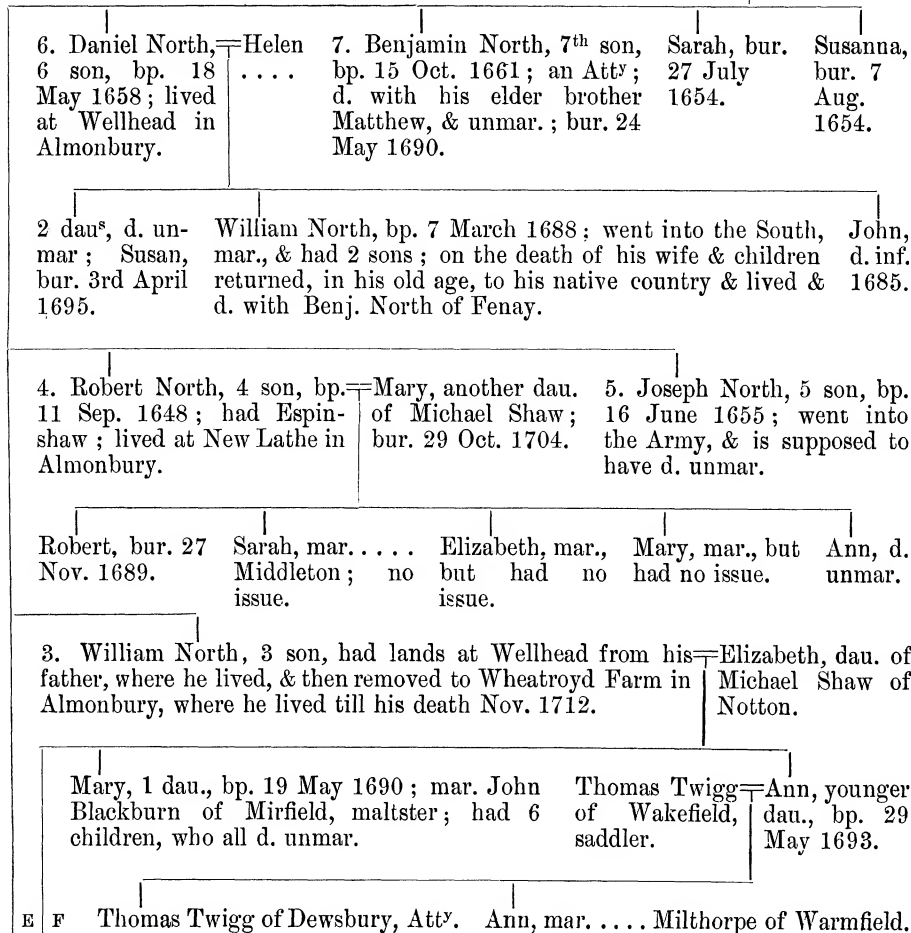 6. Daniel North,
6 son, bp. 18
May 1658; lived
at Wellhead in
Almonbury.
Helen
. . . .
7. Benjamin North, 7th son,
bp. 15 Oct. 1661; an Atty;
d. with his elder brother
Matthew, & unmar.; bur. 24
May 1690.
Sarah, bur.
27 July
1654.
Susanna,
bur. 7
Aug.
1654.
2 daus, d. un-
mar; Susan,
bur. 3rd April
1695.
William North, bp. 7 March 1688; went into the South,
mar., & had 2 sons; on the death of his wife & children
returned, in his old age, to his native country & lived &
d. with Benj. North of Fenay.
John,
d. inf.
1685.
4. Robert North, 4 son, bp.
11 Sep. 1648; had Espin-
shaw; lived at New Lathe in
Almonbury.
Mary, another dau.
of Michael Shaw;
bur. 29 Oct. 1704.
5. Joseph North, 5 son, bp.
16 June 1655; went into
the Army, & is supposed to
have d. unmar.
Robert, bur. 27
Nov. 1689.
Sarah, mar. . . . .
Middleton; no
issue.
Elizabeth, mar.,
but had no
issue.
Mary, mar., but
had no issue.
Ann, d.
unmar.
3. William North, 3 son, had lands at Wellhead from his
father, where he lived, & then removed to Wheatroyd Farm in
Almonbury, where he lived till his death Nov. 1712.
Elizabeth, dau. of
Michael Shaw of
Notton.
Mary, 1 dau., bp. 19 May 1690; mar. John
Blackburn of Mirfield, maltster; had 6
children, who all d. unmar.
Thomas Twigg
of Wakefield,
saddler.
Ann, younger
dau., bp. 29
May 1693.
E F Thomas Twigg of Dewsbury, Atty. Ann, mar. . . . . Milthorpe of Warmfield.